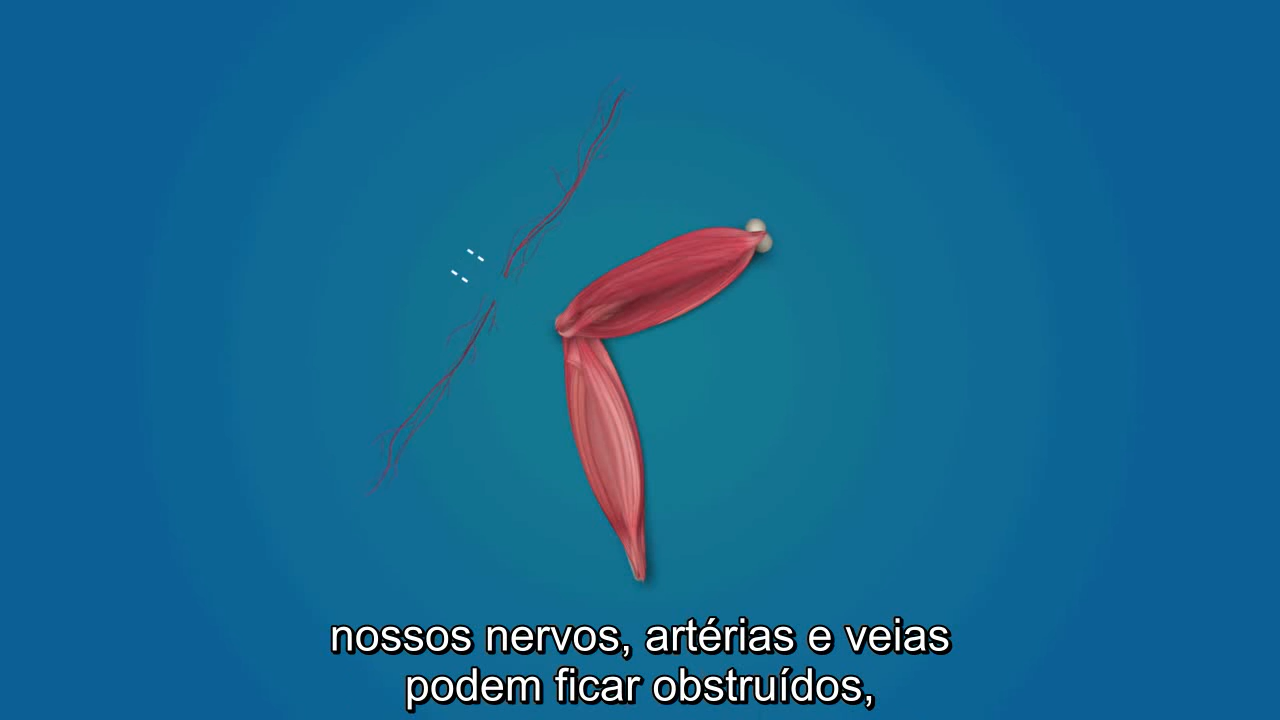 nossos nervos, artérias e veias
podem ficar obstruídos,